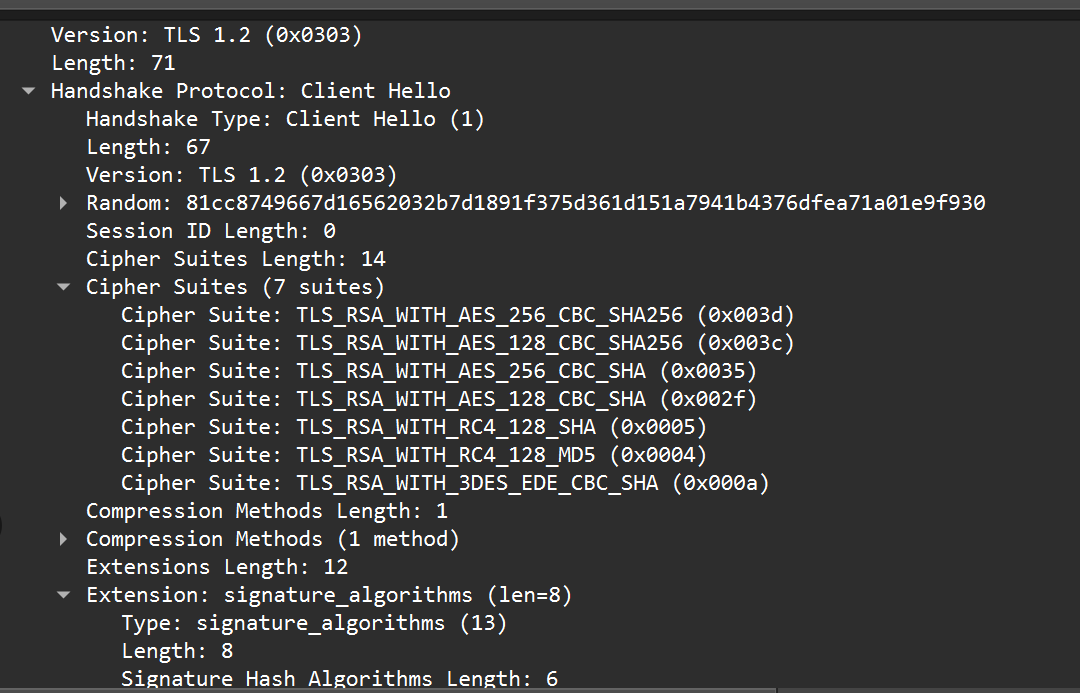 Version: TLS 1.2 (0x0303)
Length: 71
Handshake Protocol: Client Hello
Handshake Type: Client Hello (1)
Length: 67
Version: TLS 1.2 (0x0303)
Random: 81cc8749667d16562032b7d1891f375d361d151a7941b4376dfea71a01e9f930
Session ID Length: 0
Cipher Suites Length: 14
Cipher Suites (7 suites)
Cipher Suite: TLS_RSA_WITH_AES_256_CBC_SHA256 (0x003d)
Cipher Suite: TLS_RSA_WITH_AES_128_CBC_SHA256 (0x003c)
Cipher Suite: TLS_RSA_WITH_AES_256_CBC_SHA (0x0035)
Cipher Suite: TLS_RSA_WITH_AES_128_CBC_SHA (0x002f)
Cipher Suite: TLS_RSA_WITH_RC4_128_SHA (0x0005)
Cipher Suite: TLS_RSA_WITH_RC4_128_MD5 (0x0004)
Cipher Suite: TLS_RSA_WITH_3DES_EDE_CBC_SHA (0x000a)
Compression Methods Length: 1
Compression Methods (1 method)
Extensions Length: 12
Extension: signature_algorithms (len=8)
Type: signature_algorithms (13)
Length: 8
Signature Hash Algorithms Length: 6